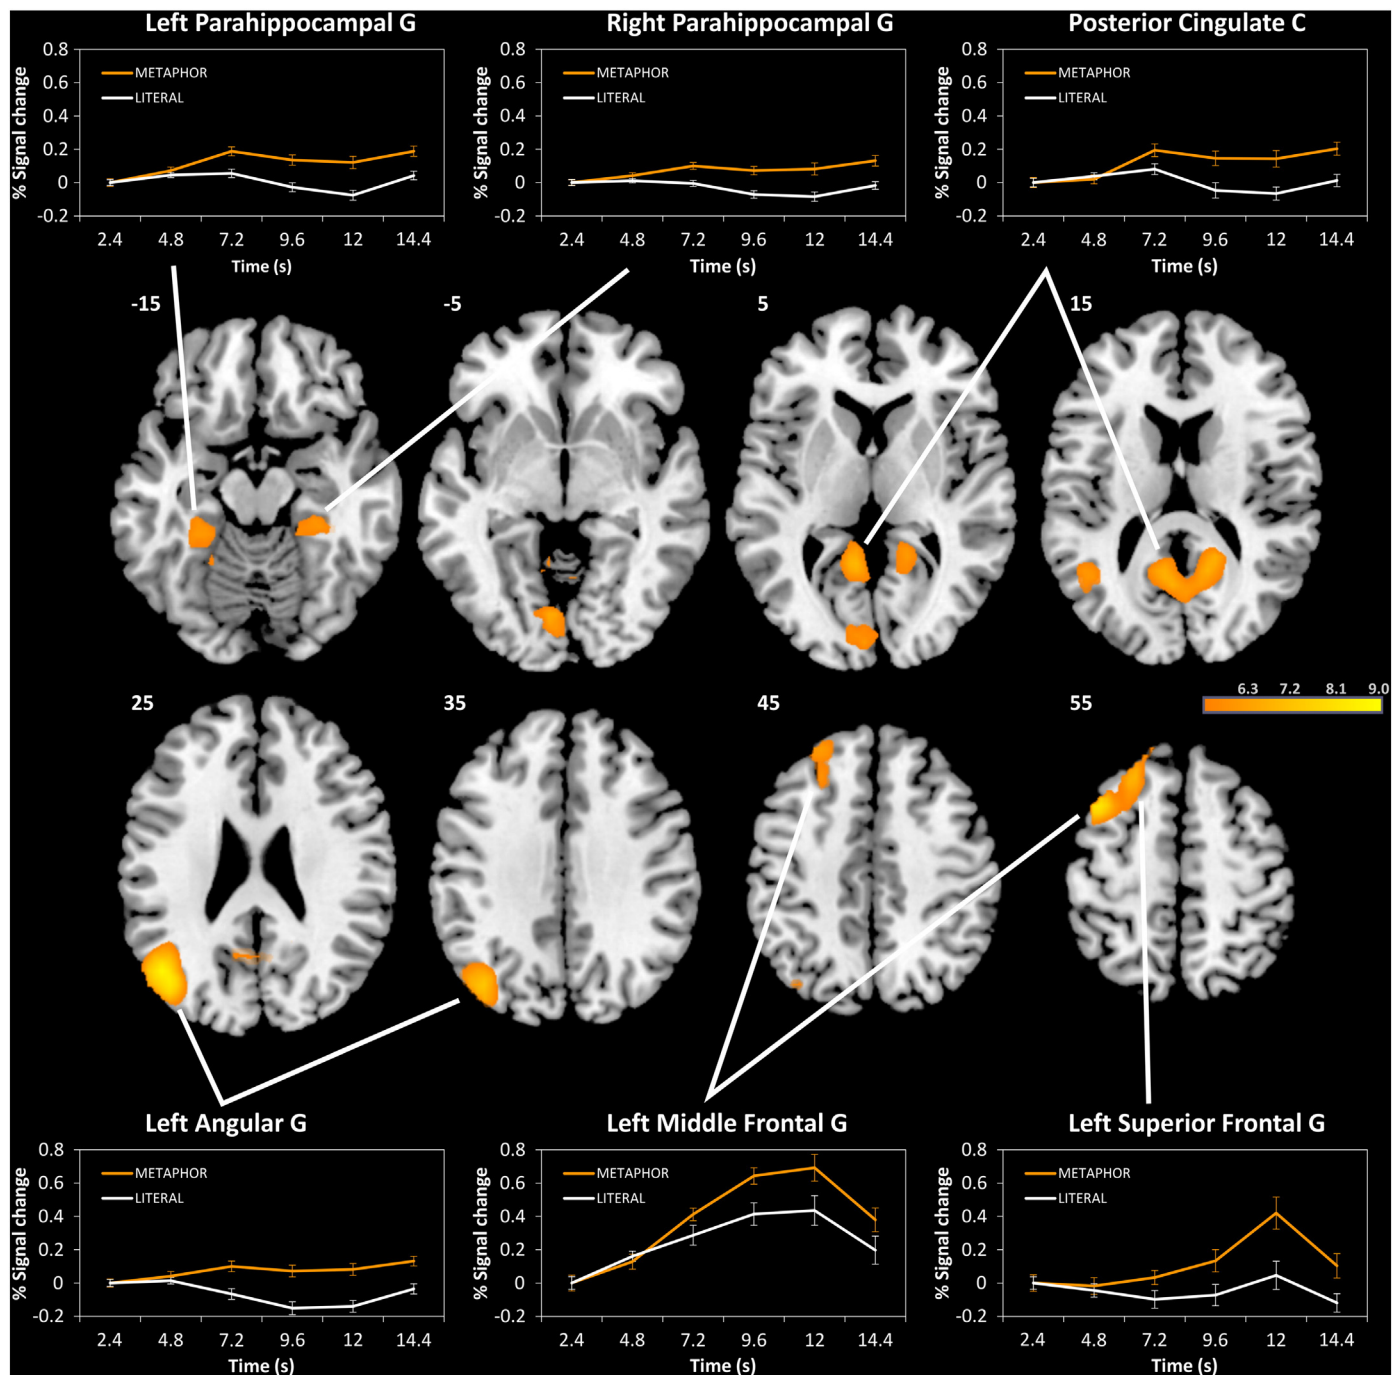 Left Parahippocampal G
Right Parahippocampal G
Posterior Cingulate C
% Signal change
0.8
0.6
0.4
0.2
0
-0.2
METAPHOR
LITERAL
2.4 4.8 7.2 9.6 12 14.4
Time (s)
% Signal change
0.8
0.6
0.4
0.2
0
-0.2
METAPHOR
LITERAL
2.4 4.8 7.2 9.6 12 14.4
Time (s)
% Signal change
0.8
0.6
0.4
0.2
0
-0.2
METAPHOR
LITERAL
2.4 4.8 7.2 9.6 12 14.4
Time (s)
-15 -5 5 15
25 35 45 55
6.3 7.2 8.1 9.0
Left Angular G
Left Middle Frontal G
Left Superior Frontal G
% Signal change
0.8
0.6
0.4
0.2
0
-0.2
METAPHOR
LITERAL
2.4 4.8 7.2 9.6 12 14.4
Time (s)
% Signal change
0.8
0.6
0.4
0.2
0
-0.2
METAPHOR
LITERAL
2.4 4.8 7.2 9.6 12 14.4
Time (s)
% Signal change
0.8
0.6
0.4
0.2
0
-0.2
METAPHOR
LITERAL
2.4 4.8 7.2 9.6 12 14.4
Time (s)